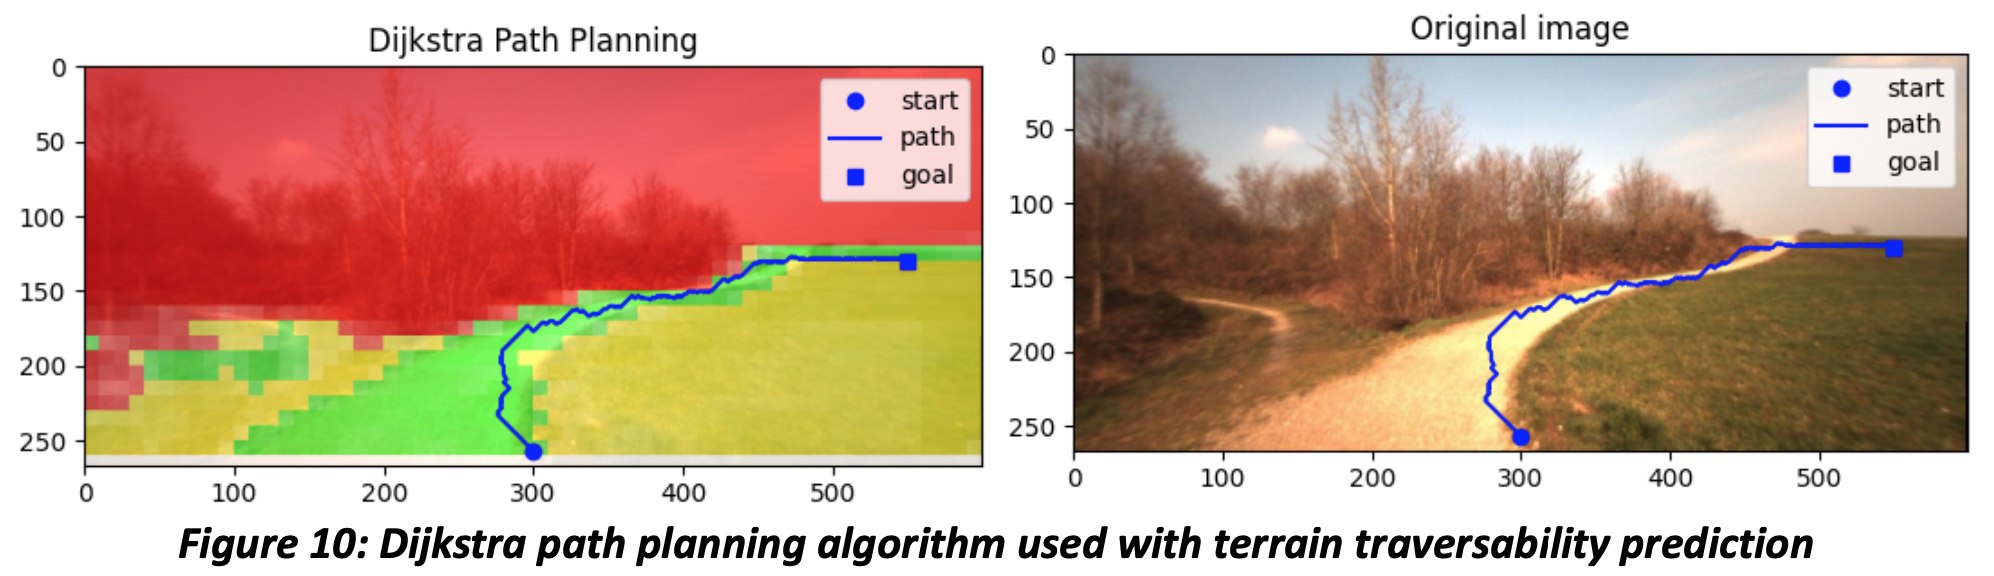 Dijkstra Path Planning
0
50
100
150
200
250
0 100 200 300 400 500
start
path
goal
Original image
0
50
100
150
200
250
0 100 200 300 400 500
start
path
goal
Figure 10: Dijkstra path planning algorithm used with terrain traversability prediction